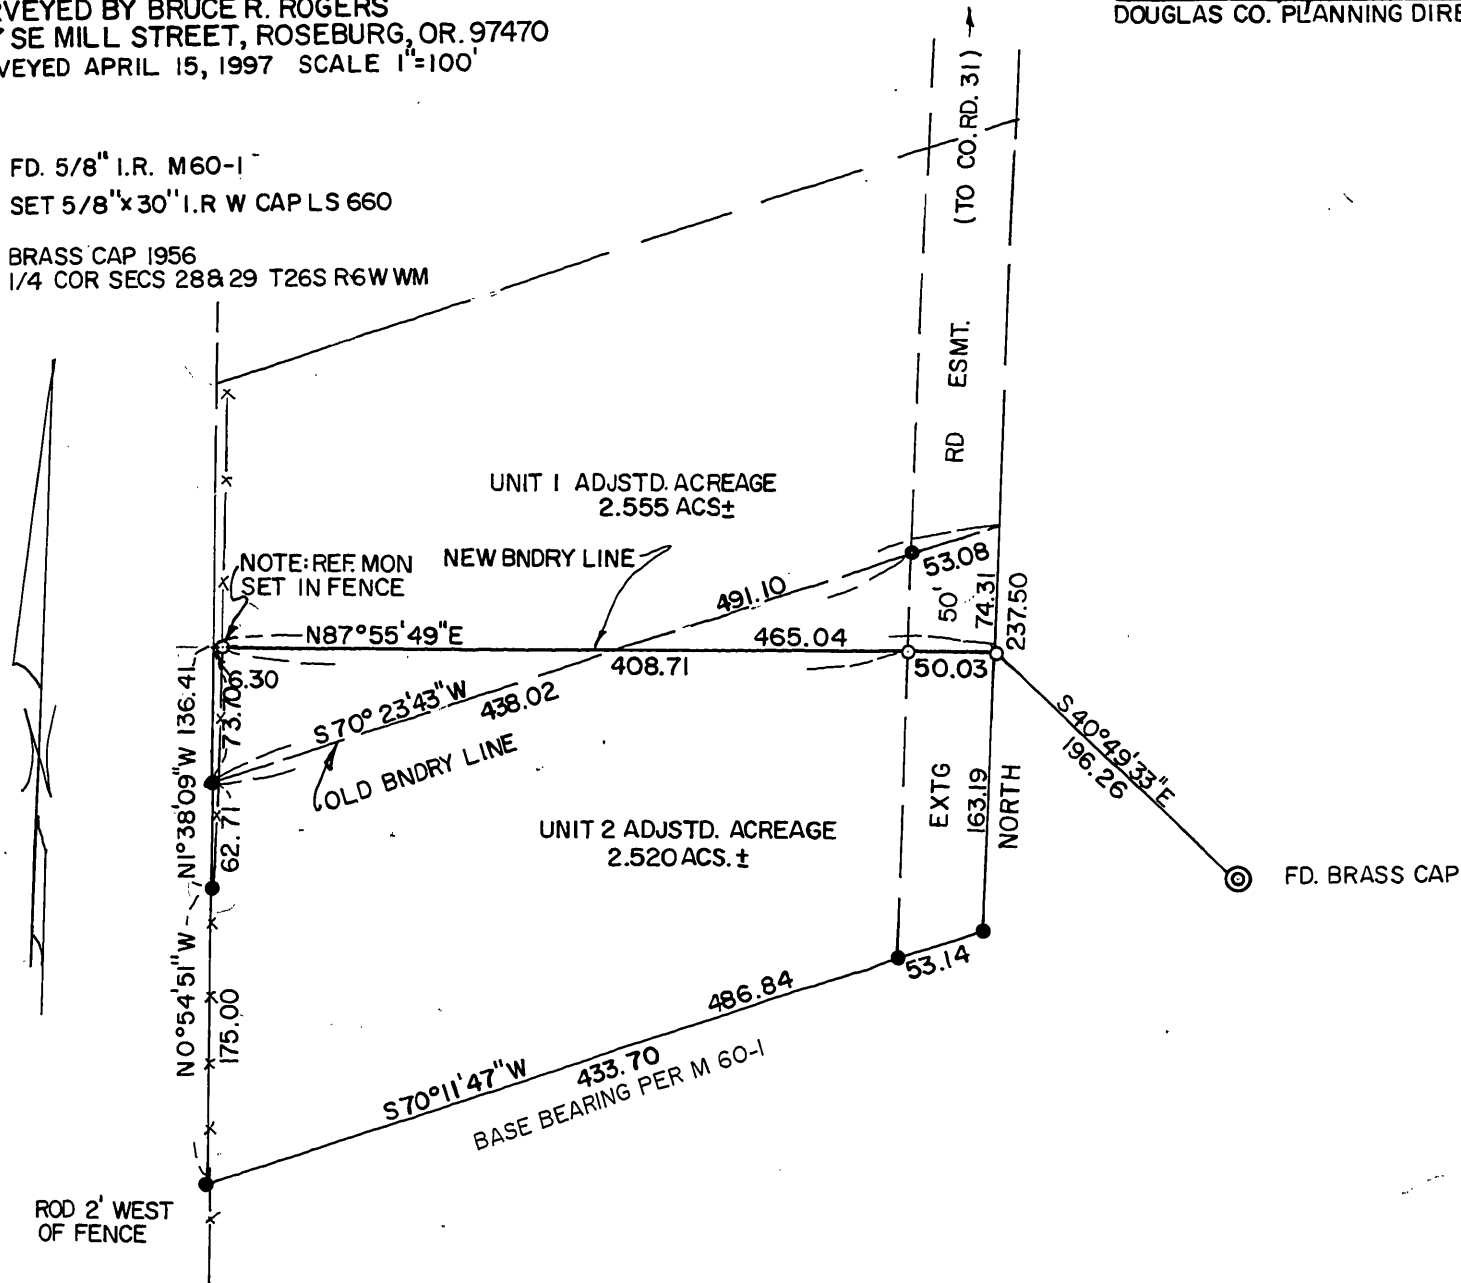 VEYED BY BRUCE R. ROGERS
SE MILL STREET, ROSEBURG, OR. 97470
VEYED APRIL 15, 1997 SCALE 1"=100'
DOUGLAS CO. PLANNING DIRE
FD. 5/8" I.R. M60-1
SET 5/8"x30" I.R W CAP LS 660
BRASS CAP 1956
1/4 COR SECS 28&29 T26S R6W WM
(TO CO. RD. 31)
RD ESMT.
UNIT 1 ADJSTD. ACREAGE
2.555 ACS±
NOTE: REF. MON
SET IN FENCE
NEW BNDRY LINE
53.08
491.10
50'
74.31
237.50
N87°55'49"E
465.04
408.71
50.03
6.30
N1°38'09"W 136.41
73.70
62.71
S70°23'43"W
438.02
OLD BNDRY LINE
S40°49'33"E
196.26
EXTG
163.19
NORTH
UNIT 2 ADJSTD. ACREAGE
2.520 ACS. ±
FD. BRASS CAP
N0°54'51"W
175.00
53.14
486.84
S70°11'47"W
433.70
BASE BEARING PER M 60-1
ROD 2' WEST
OF FENCE